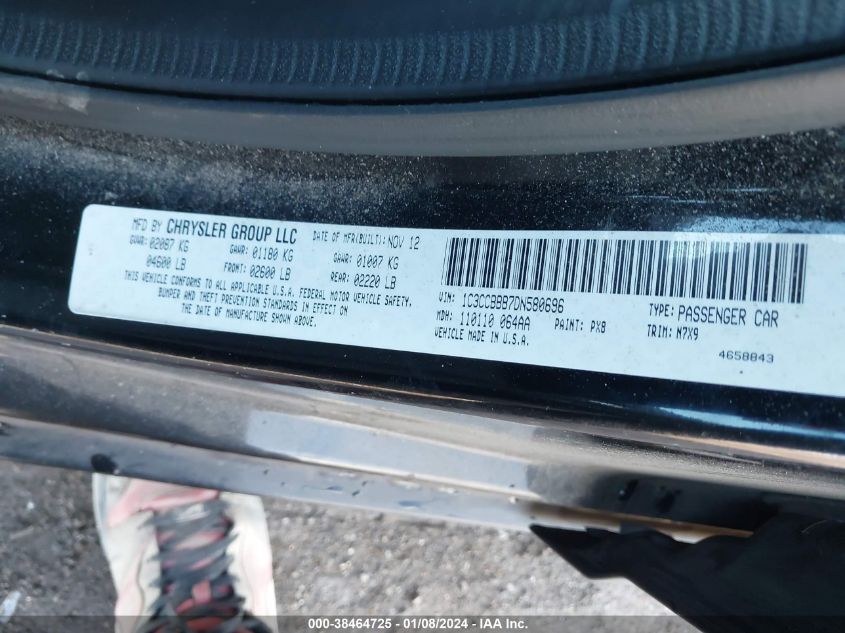 MFD BY CHRYSLER GROUP LLC DATE OF MFR(BUILT): NOV 12
GVWR: 02087 KG GAWR: 01180 KG GAWR: 01007 KG
04600 LB FRONT: 02600 LB REAR: 02220 LB
THIS VEHICLE CONFORMS TO ALL APPLICABLE U.S.A. FEDERAL MOTOR VEHICLE SAFETY,
BUMPER AND THEFT PREVENTION STANDARDS IN EFFECT ON
THE DATE OF MANUFACTURE SHOWN ABOVE.
VIN: 1C3CCBBB7DN580696 TYPE: PASSENGER CAR
MDH: 110110 064AA PAINT: PX8 TRIM: N7X9
VEHICLE MADE IN U.S.A.
4658843
000-38464725 - 01/08/2024 - IAA Inc.